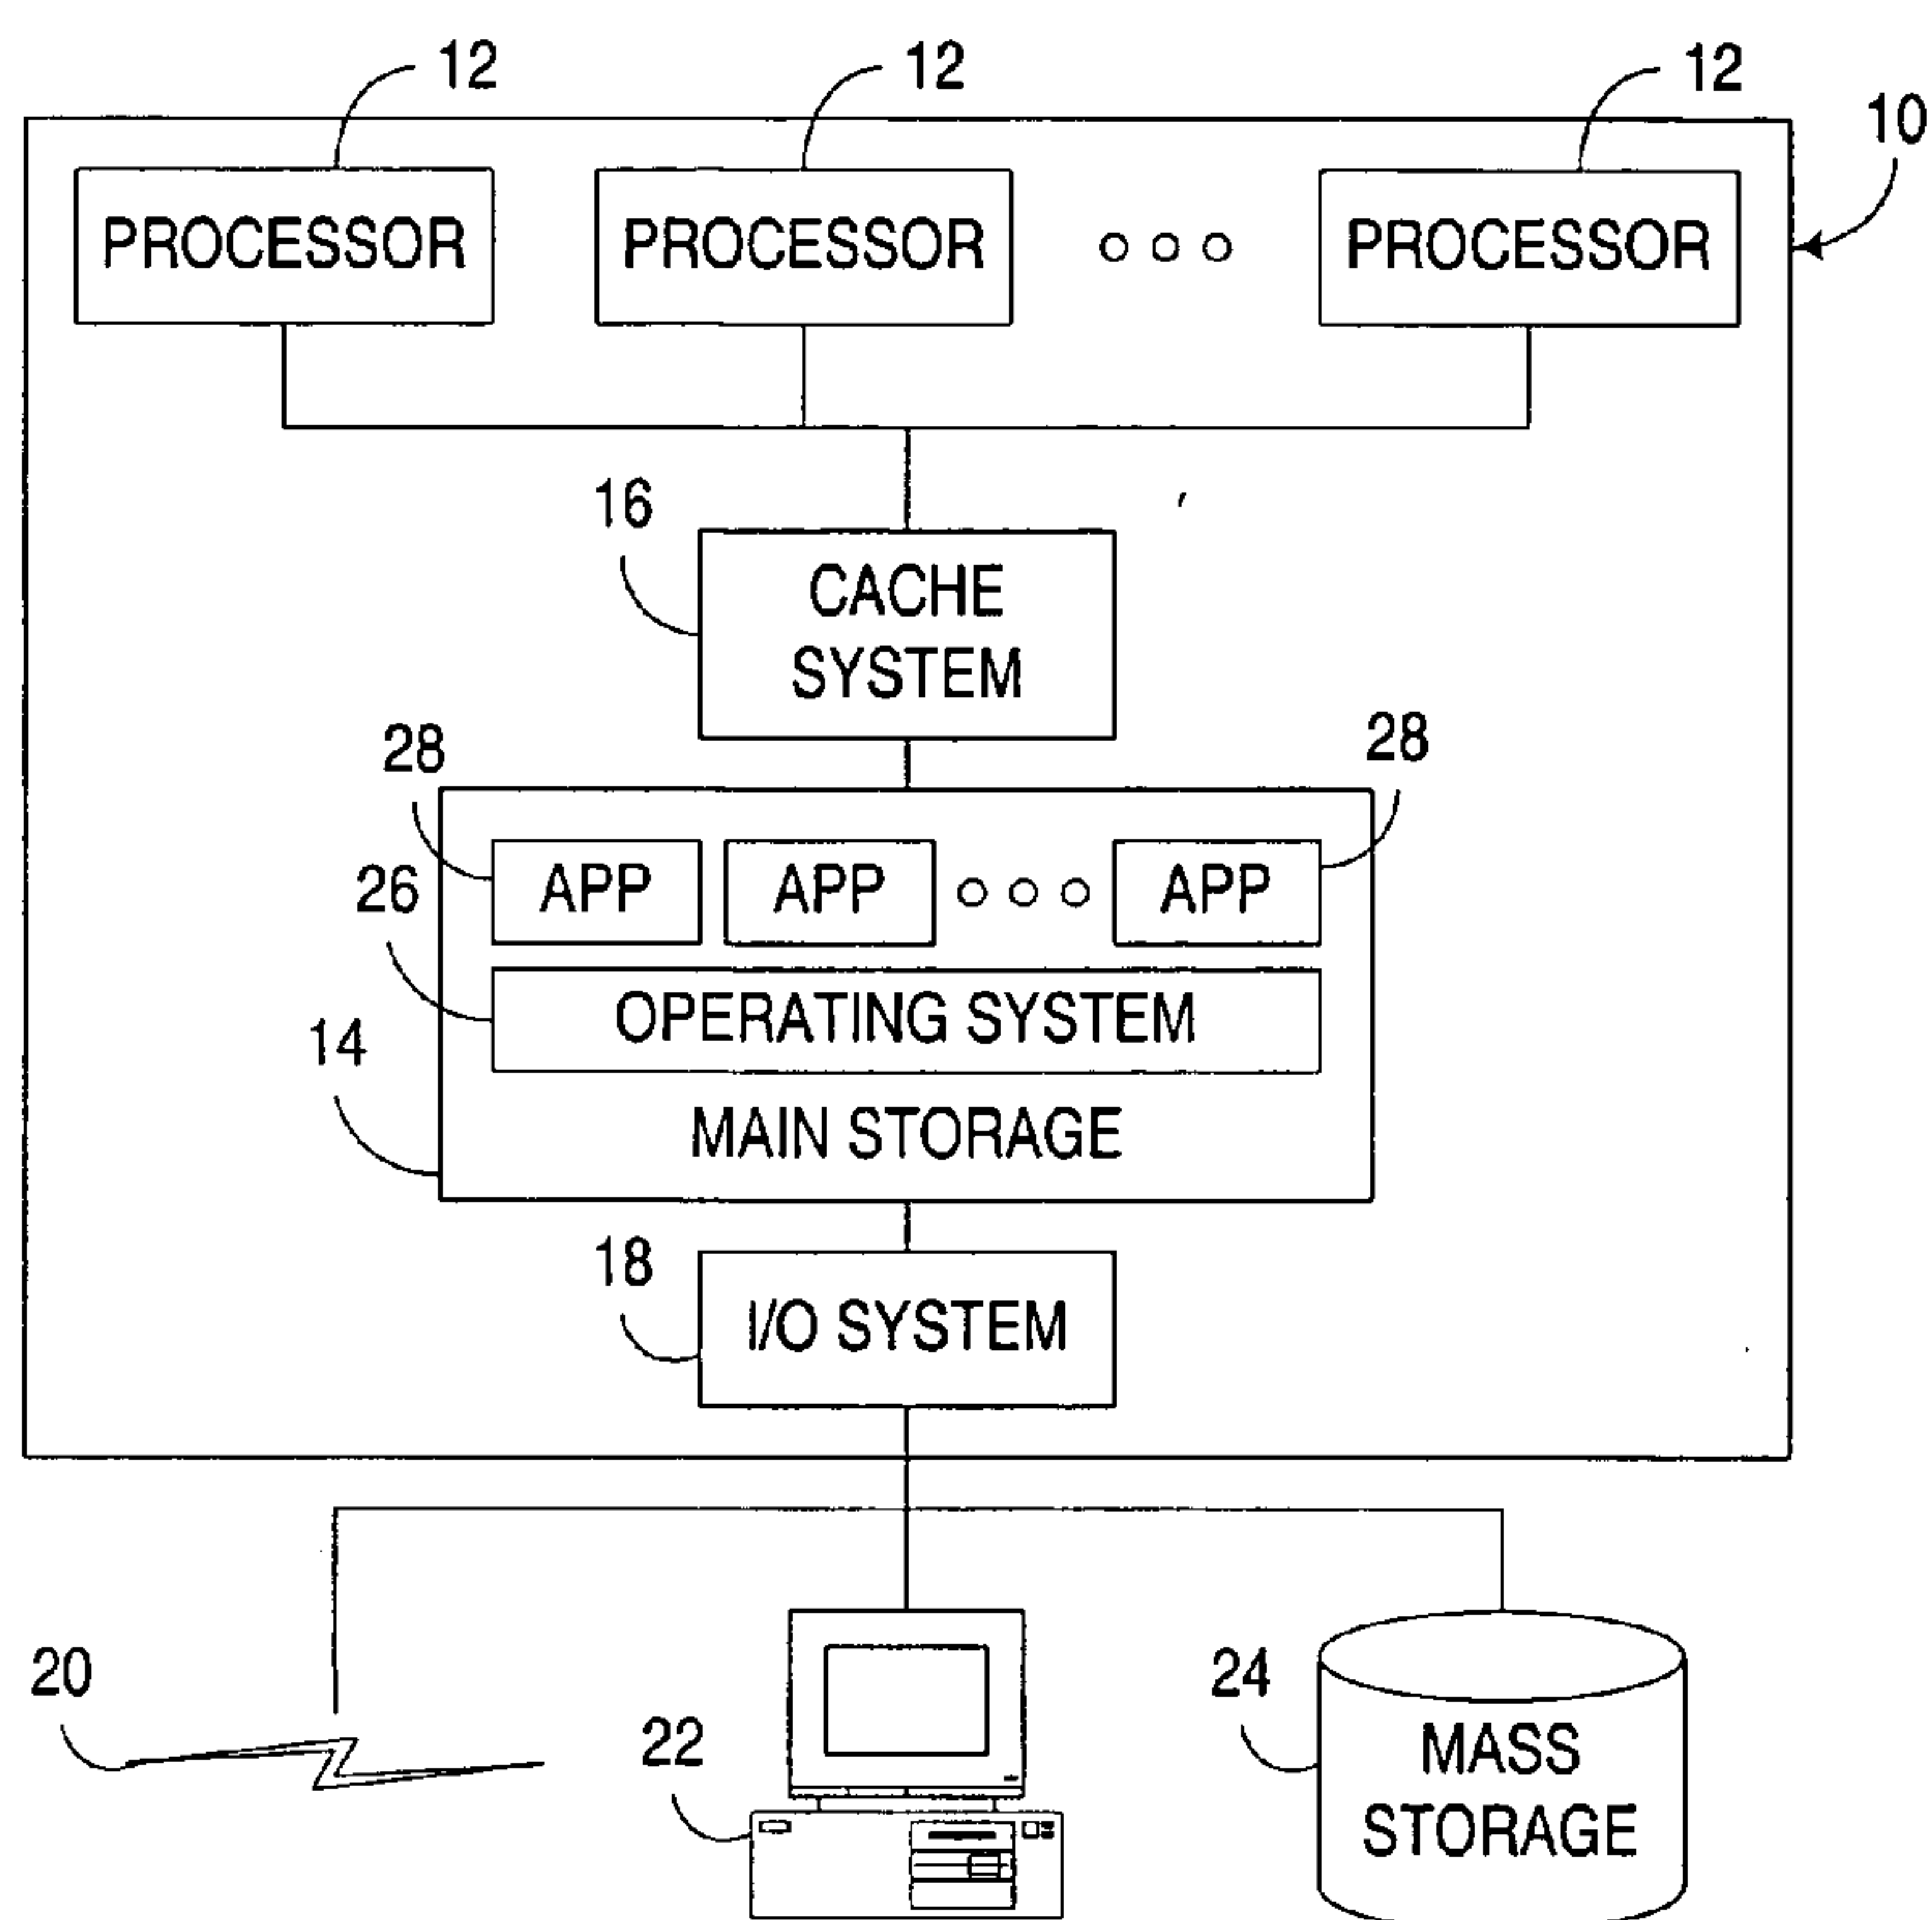 12 12 12
10
PROCESSOR PROCESSOR PROCESSOR
16
CACHE
SYSTEM
28 28
APP APP APP
26
OPERATING SYSTEM
14
MAIN STORAGE
18
I/O SYSTEM
20
22
24
MASS
STORAGE